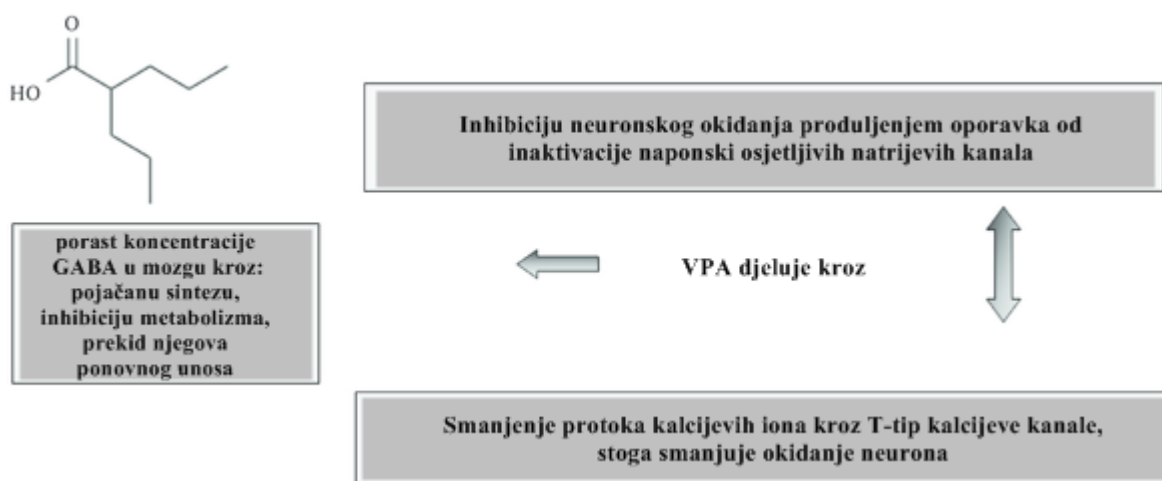 O
HO
Inhibiciju neuronskog okidanja produljenjem oporavka od
inaktivacije naponski osjetljivih natrijevih kanala
porast koncentracije
GABA u mozgu kroz:
pojačanu sintezu,
inhibiciju metabolizma,
prekid njegova
ponovnog unosa
VPA djeluje kroz
Smanjenje protoka kalcijevih iona kroz T-tip kalcijeve kanale,
stoga smanjuje okidanje neurona